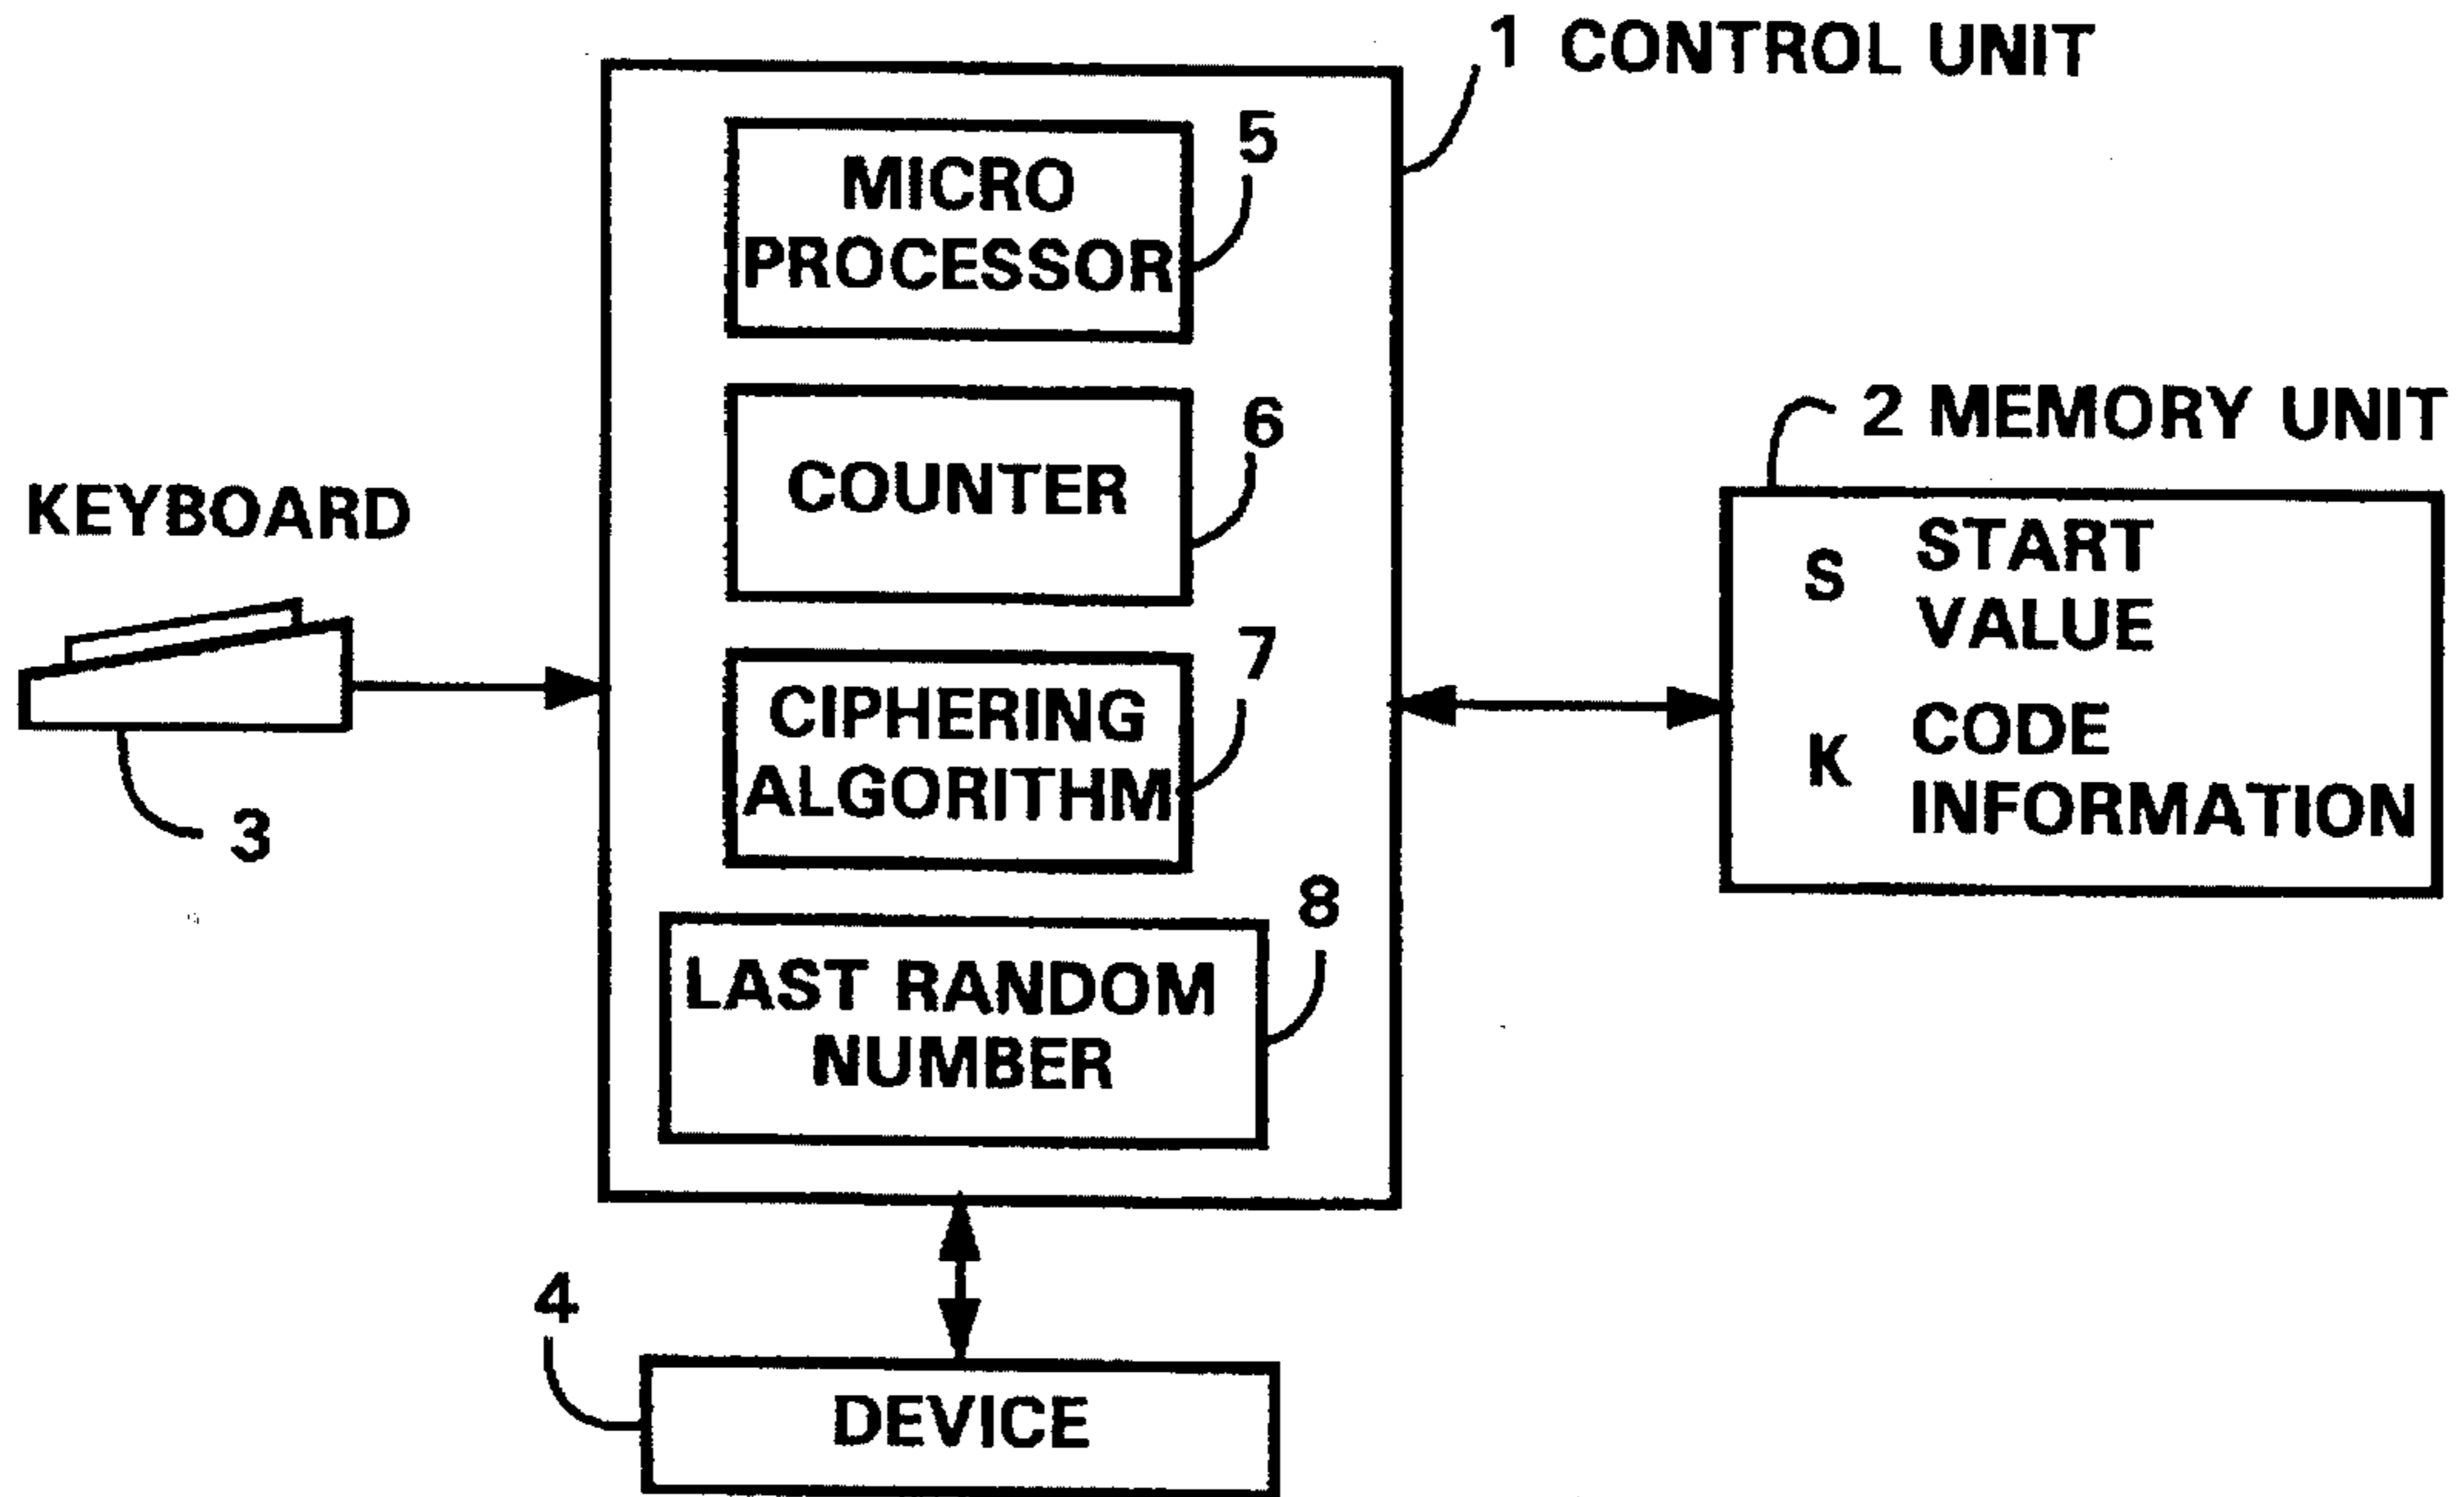 1 CONTROL UNIT
5
MICRO
PROCESSOR
6
COUNTER
2 MEMORY UNIT
KEYBOARD
S START
VALUE
7
CIPHERING
ALGORITHM
K CODE
INFORMATION
3
8
LAST RANDOM
NUMBER
4
DEVICE